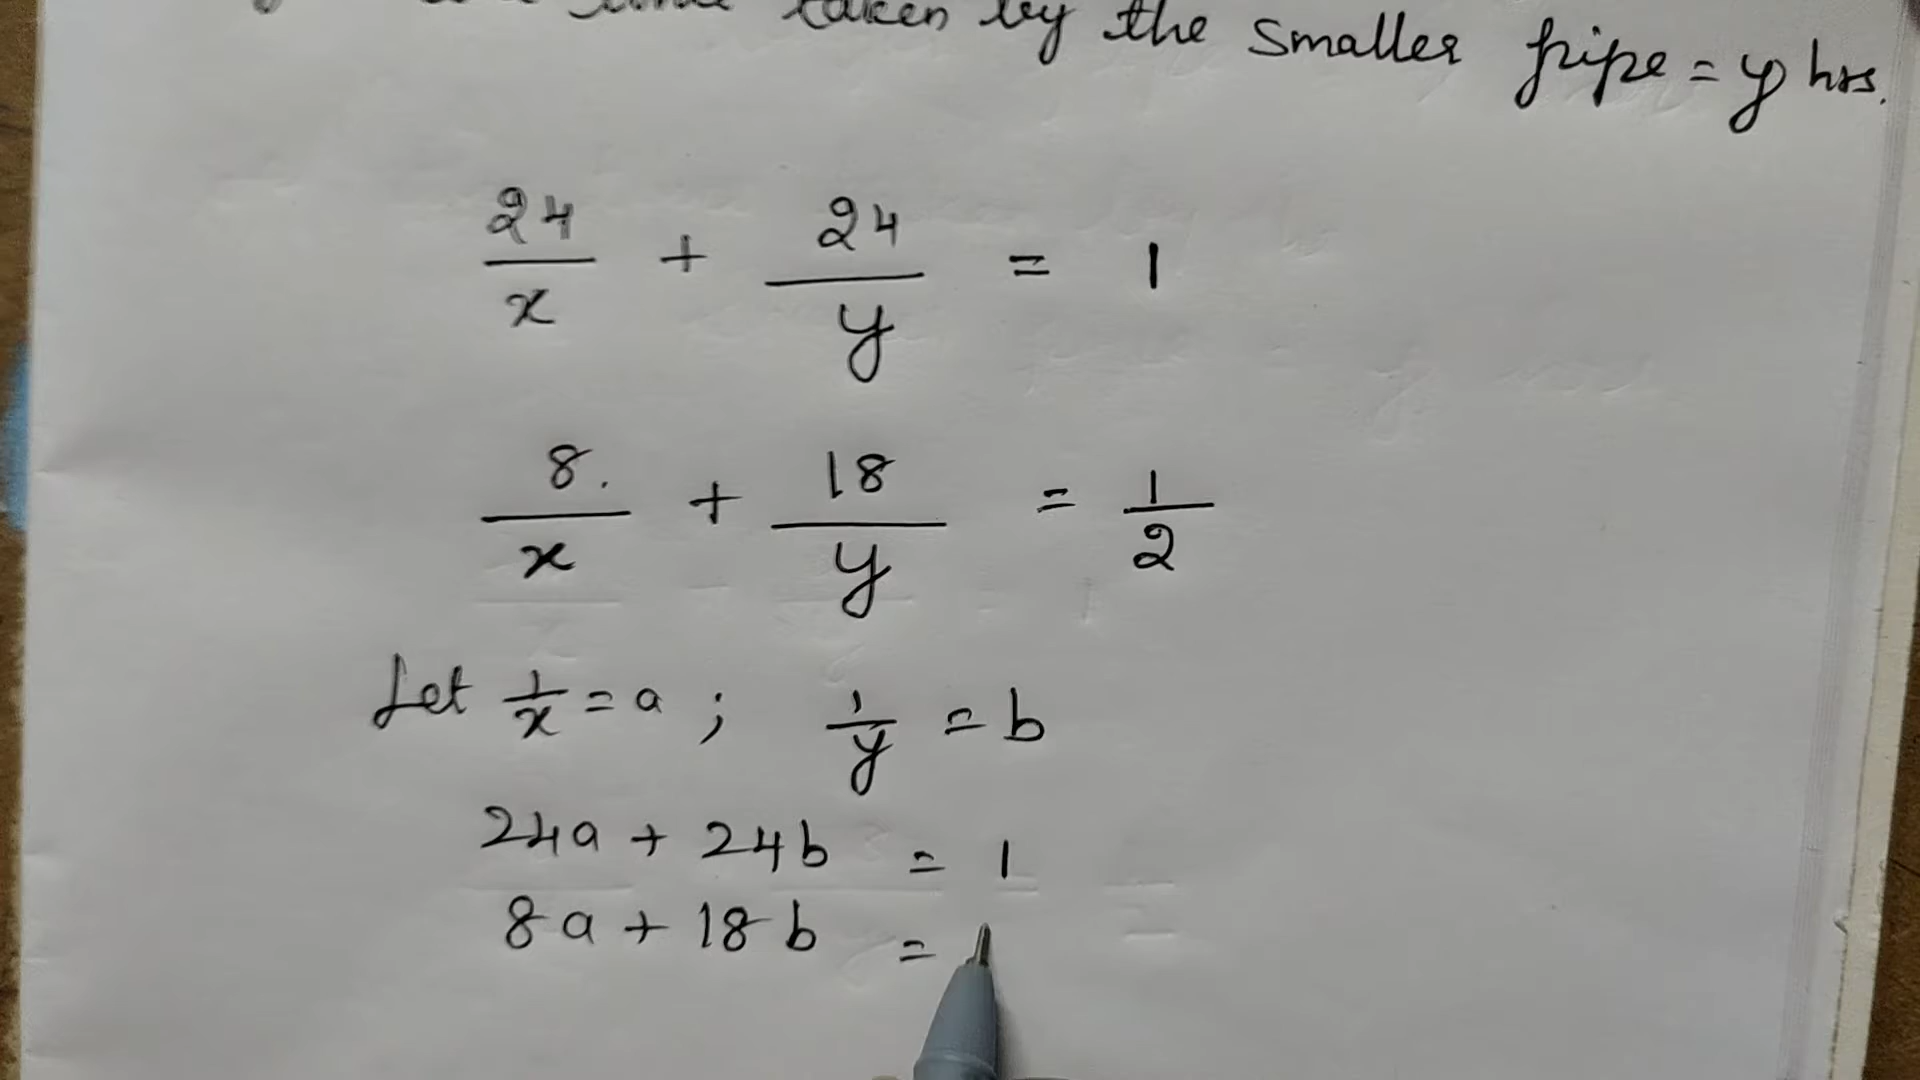 time taken by the smaller pipe = y hrs.
24/x + 24/y = 1
8./x + 18/y = 1/2
Let 1/x = a ; 1/y = b
24a + 24b = 1
8a + 18b =